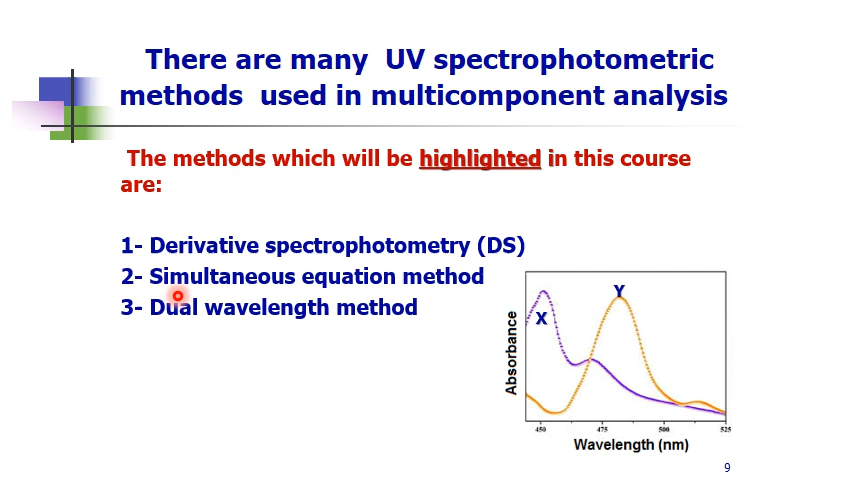 There are many UV spectrophotometric
methods used in multicomponent analysis
The methods which will be highlighted in this course
are:
1- Derivative spectrophotometry (DS)
2- Simultaneous equation method
3- Dual wavelength method
Y
X
Absorbance
450 475 500 525
Wavelength (nm)
9